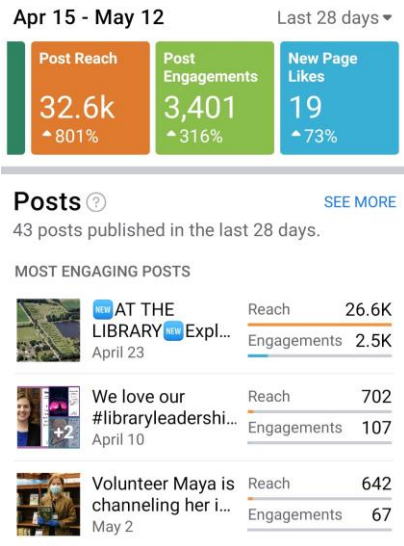 Apr 15 - May 12
Last 28 days
Post Reach
32.6k
801%
Post
Engagements
3,401
316%
New Page
Likes
19
73%
Posts ?
SEE MORE
43 posts published in the last 28 days.
MOST ENGAGING POSTS
NEW AT THE
LIBRARY NEW Expl...
April 23
Reach 26.6K
Engagements 2.5K
+2
We love our
#libraryleadershi...
April 10
Reach 702
Engagements 107
Volunteer Maya is
channeling her i...
May 2
Reach 642
Engagements 67